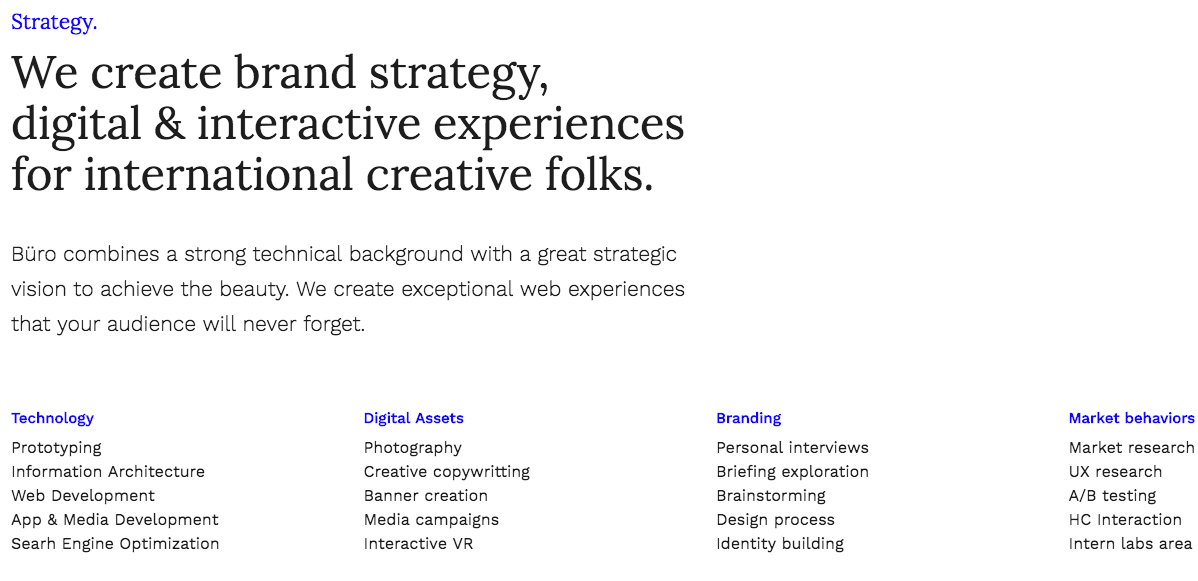 Strategy.
We create brand strategy,
digital & interactive experiences
for international creative folks.
Büro combines a strong technical background with a great strategic
vision to achieve the beauty. We create exceptional web experiences
that your audience will never forget.
Technology
Prototyping
Information Architecture
Web Development
App & Media Development
Searh Engine Optimization
Digital Assets
Photography
Creative copywritting
Banner creation
Media campaigns
Interactive VR
Branding
Personal interviews
Briefing exploration
Brainstorming
Design process
Identity building
Market behaviors
Market research
UX research
A/B testing
HC Interaction
Intern labs area